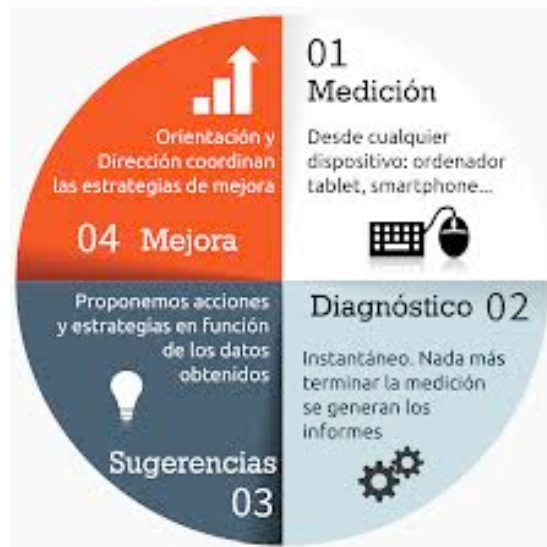 01
Medición
Desde cualquier
dispositivo: ordenador
tablet, smartphone...
Diagnóstico 02
Instantáneo. Nada más
terminar la medición
se generan los
informes
Proponemos acciones
y estrategias en función
de los datos
obtenidos
Sugerencias
03
Orientación y
Dirección coordinan
las estrategias de mejora
04 Mejora